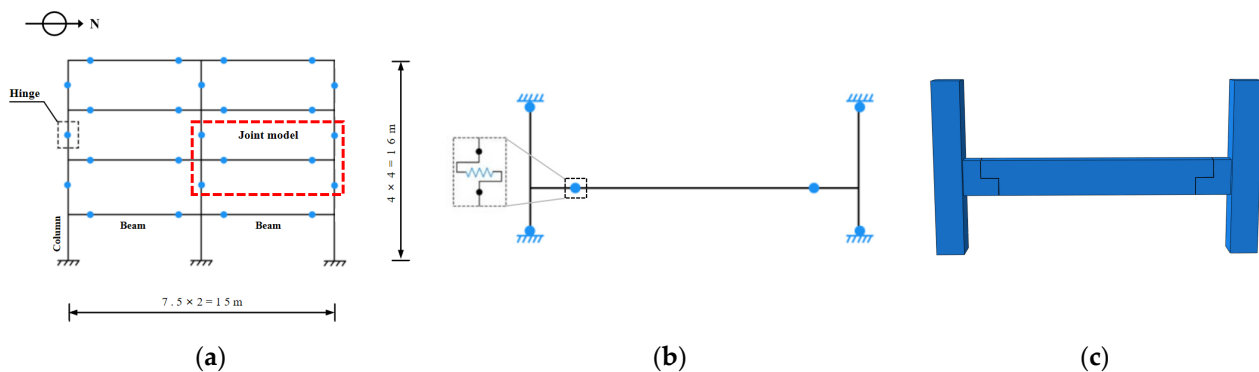 N
Hinge
Joint model
Column
Beam
Beam
4 × 4 = 1 6 m
7 . 5 × 2 = 1 5 m
(a)
(b)
(c)